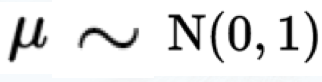 μ ∼ N(0, 1)